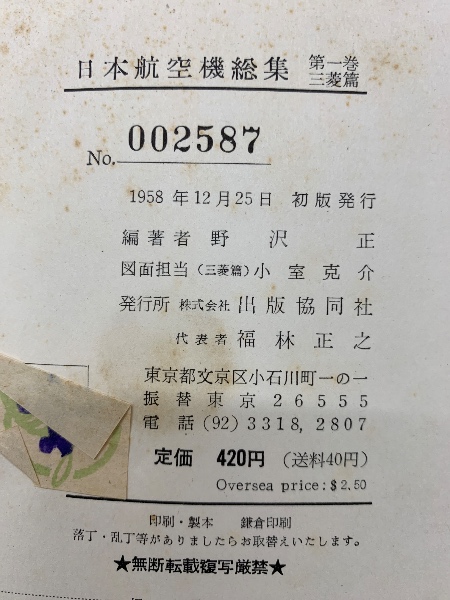 日本航空機総集 第一巻 三菱篇
No. 002587
1958 年12月25日 初版発行
編著者 野沢 正
図面担当（三菱篇）小室克介
発行所 株式会社 出版協同社
代表者 福林正之
東京都文京区小石川町一の一
振替東京 26555
電話 (92) 3318, 2807
定価 420円（送料40円）
Oversea price: $2.50
印刷・製本 鎌倉印刷
落丁・乱丁等がありましたらお取替えいたします。
★無断転載複写厳禁★